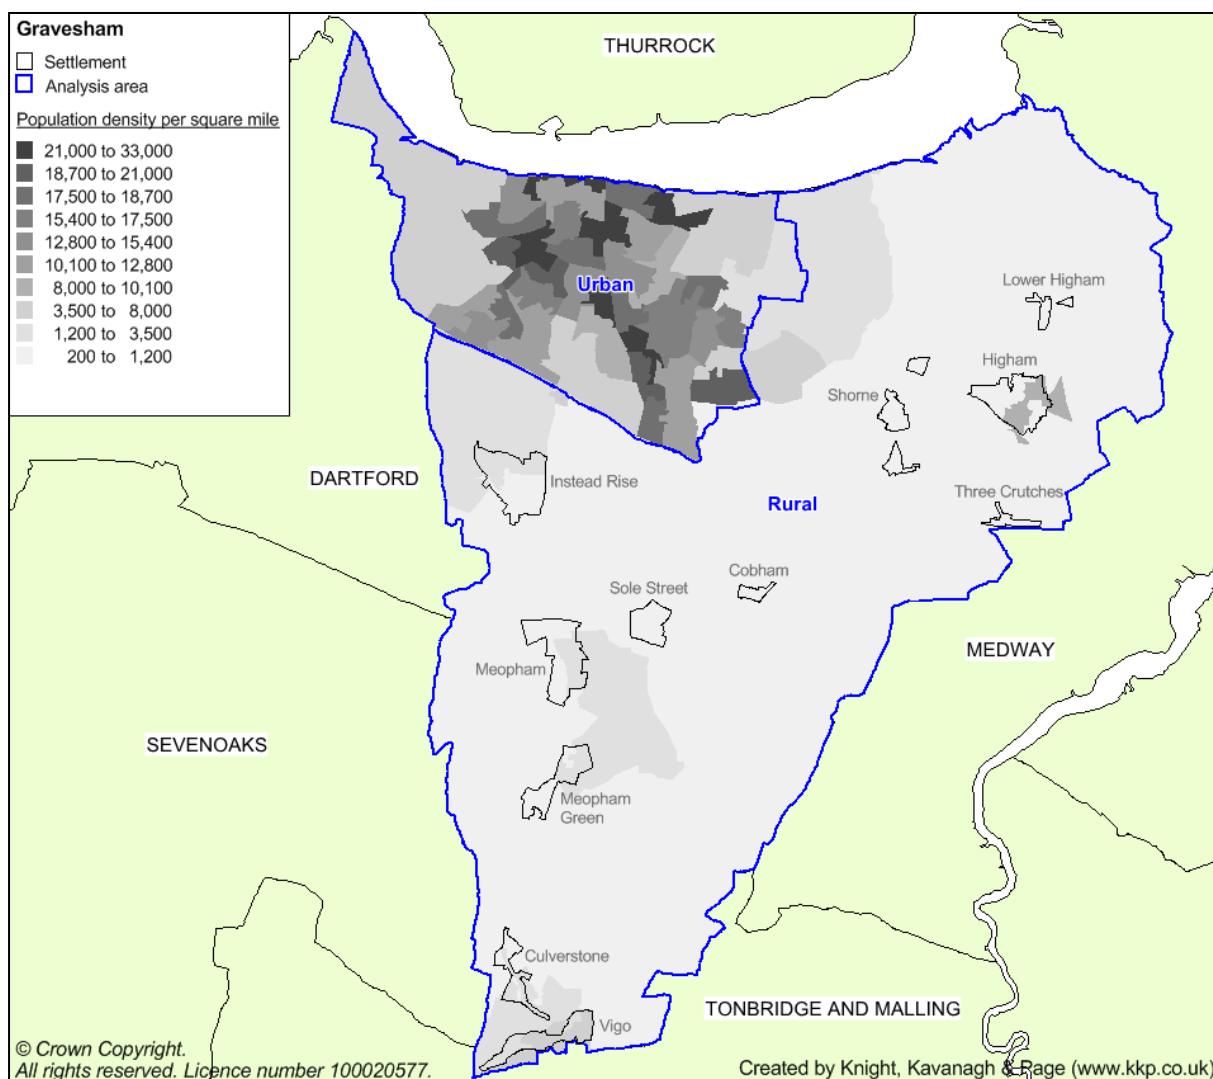 Gravesham
Settlement
Analysis area
Population density per square mile
21,000 to 33,000
18,700 to 21,000
17,500 to 18,700
15,400 to 17,500
12,800 to 15,400
10,100 to 12,800
8,000 to 10,100
3,500 to 8,000
1,200 to 3,500
200 to 1,200
THURROCK
Urban
Lower Higham
Higham
Shorne
DARTFORD
Instead Rise
Rural
Three Crutches
Cobham
Sole Street
MEDWAY
Meopham
SEVENOAKS
Meopham
Green
Culverstone
TONBRIDGE AND MALLING
Vigo
© Crown Copyright.
All rights reserved. Licence number 100020577.
Created by Knight, Kavanagh & Page (www.kkp.co.uk)